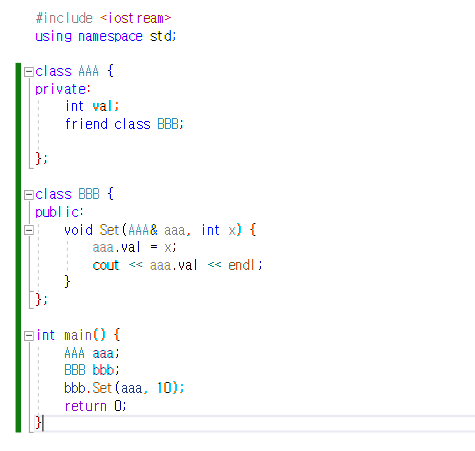 #include <iostream>
using namespace std;
class AAA {
private:
int val;
friend class BBB;
};
class BBB {
public:
void Set(AAA& aaa, int x) {
aaa.val = x;
cout << aaa.val << endl;
}
};
int main() {
AAA aaa;
BBB bbb;
bbb.Set(aaa, 10);
return 0;
}